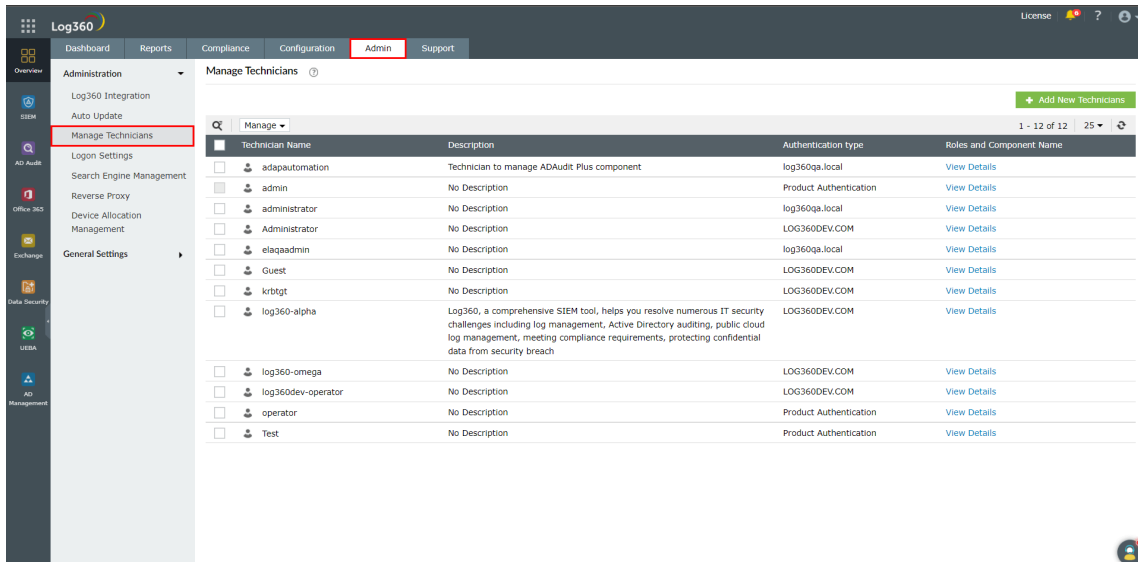 Log360
License 6 ?
Dashboard Reports Compliance Configuration Admin Support
Overview
SIEM
AD Audit
Office 365
Exchange
Data Security
UEBA
AD
Management
Administration
Log360 Integration
Auto Update
Manage Technicians
Logon Settings
Search Engine Management
Reverse Proxy
Device Allocation
Management
General Settings
Manage Technicians ?
+ Add New Technicians
Manage 1 - 12 of 12 25
Technician Name Description Authentication type Roles and Component Name
adapautomation Technician to manage ADAudit Plus component log360qa.local View Details
admin No Description Product Authentication View Details
administrator No Description log360qa.local View Details
Administrator No Description LOG360DEV.COM View Details
elaqaadmin No Description log360qa.local View Details
Guest No Description LOG360DEV.COM View Details
krbtgt No Description LOG360DEV.COM View Details
log360-alpha Log360, a comprehensive SIEM tool, helps you resolve numerous IT security LOG360DEV.COM View Details
challenges including log management, Active Directory auditing, public cloud
log management, meeting compliance requirements, protecting confidential
data from security breach
log360-omega No Description LOG360DEV.COM View Details
log360dev-operator No Description LOG360DEV.COM View Details
operator No Description Product Authentication View Details
Test No Description Product Authentication View Details